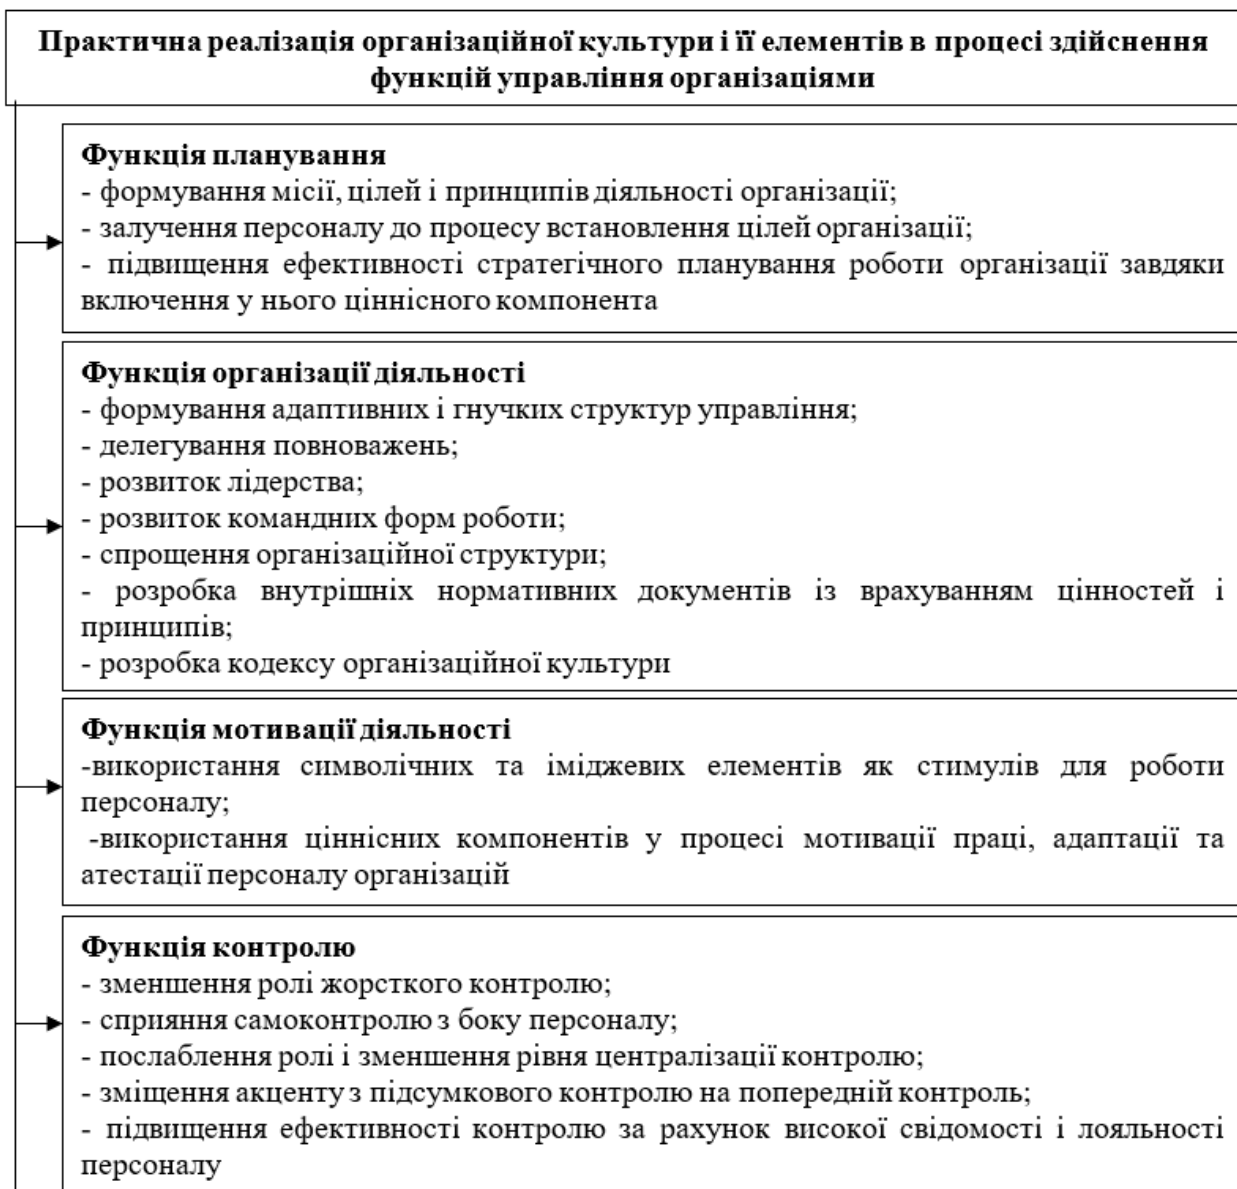 Практична реалізація організаційної культури і її елементів в процесі здійснення
функцій управління організаціями
Функція планування
- формування місії, цілей і принципів діяльності організації;
- залучення персоналу до процесу встановлення цілей організації;
- підвищення ефективності стратегічного планування роботи організації завдяки
включення у нього ціннісного компонента
Функція організації діяльності
- формування адаптивних і гнучких структур управління;
- делегування повноважень;
- розвиток лідерства;
- розвиток командних форм роботи;
- спрощення організаційної структури;
- розробка внутрішніх нормативних документів із врахуванням цінностей і
принципів;
- розробка кодексу організаційної культури
Функція мотивації діяльності
-використання символічних та іміджевих елементів як стимулів для роботи
персоналу;
-використання ціннісних компонентів у процесі мотивації праці, адаптації та
атестації персоналу організацій
Функція контролю
- зменшення ролі жорсткого контролю;
- сприяння самоконтролю з боку персоналу;
- послаблення ролі і зменшення рівня централізації контролю;
- зміщення акценту з підсумкового контролю на попередній контроль;
- підвищення ефективності контролю за рахунок високої свідомості і лояльності
персоналу